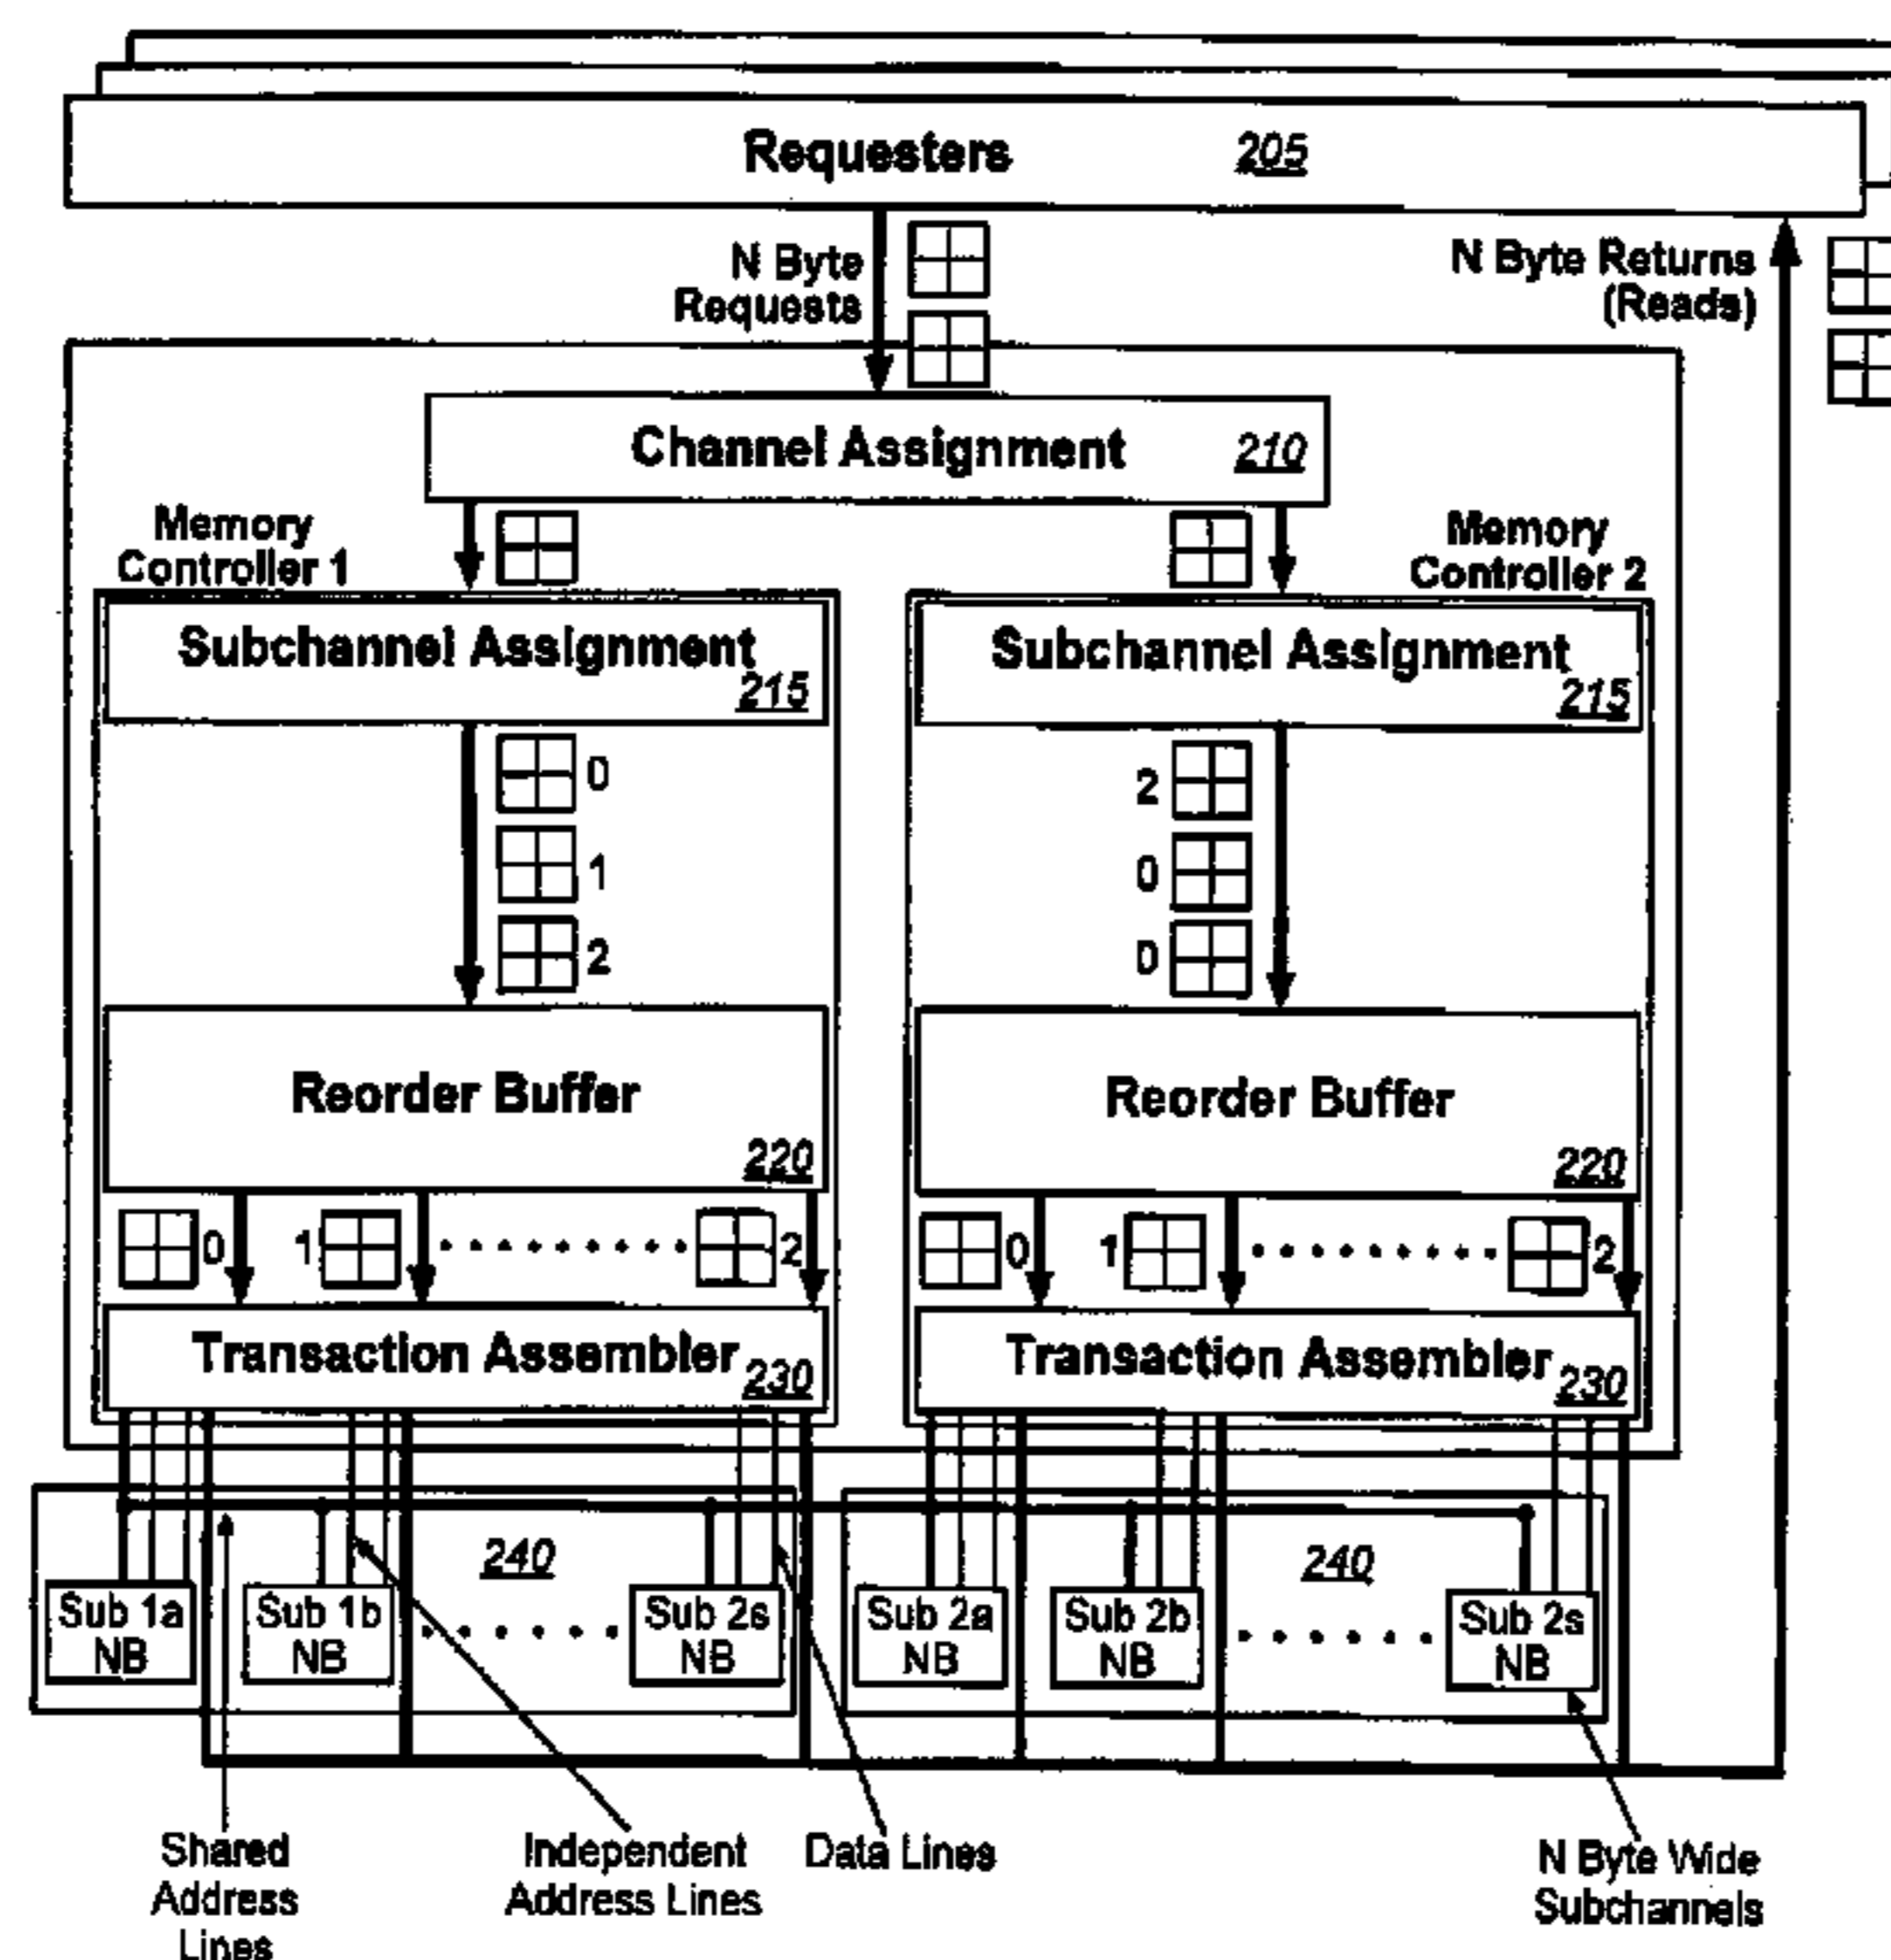 Requesters 205
N Byte
Requests
N Byte Returns
(Reads)
Channel Assignment 210
Memory
Controller 1
Memory
Controller 2
Subchannel Assignment
215
Subchannel Assignment
215
0
1
2
2
0
0
Reorder Buffer
220
Reorder Buffer
220
0 1 2
0 1 2
Transaction Assembler 230
Transaction Assembler 230
240
240
Sub 1a
NB
Sub 1b
NB
Sub 2s
NB
Sub 2a
NB
Sub 2b
NB
Sub 2s
NB
Shared
Address
Lines
Independent
Address Lines
Data Lines
N Byte Wide
Subchannels